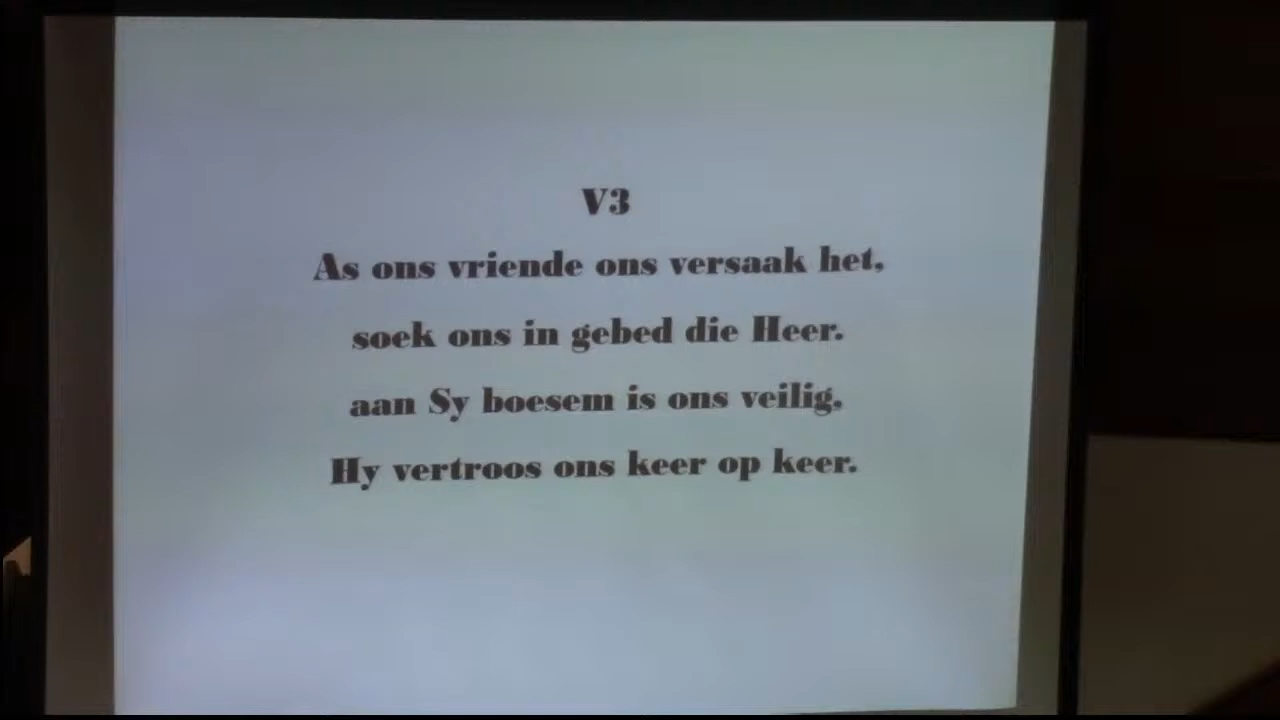 V3
As ons vriende ons versaak het,
soek ons in gebed die Heer.
aan Sy boesem is ons veilig,
Hy vertroos ons keer op keer.